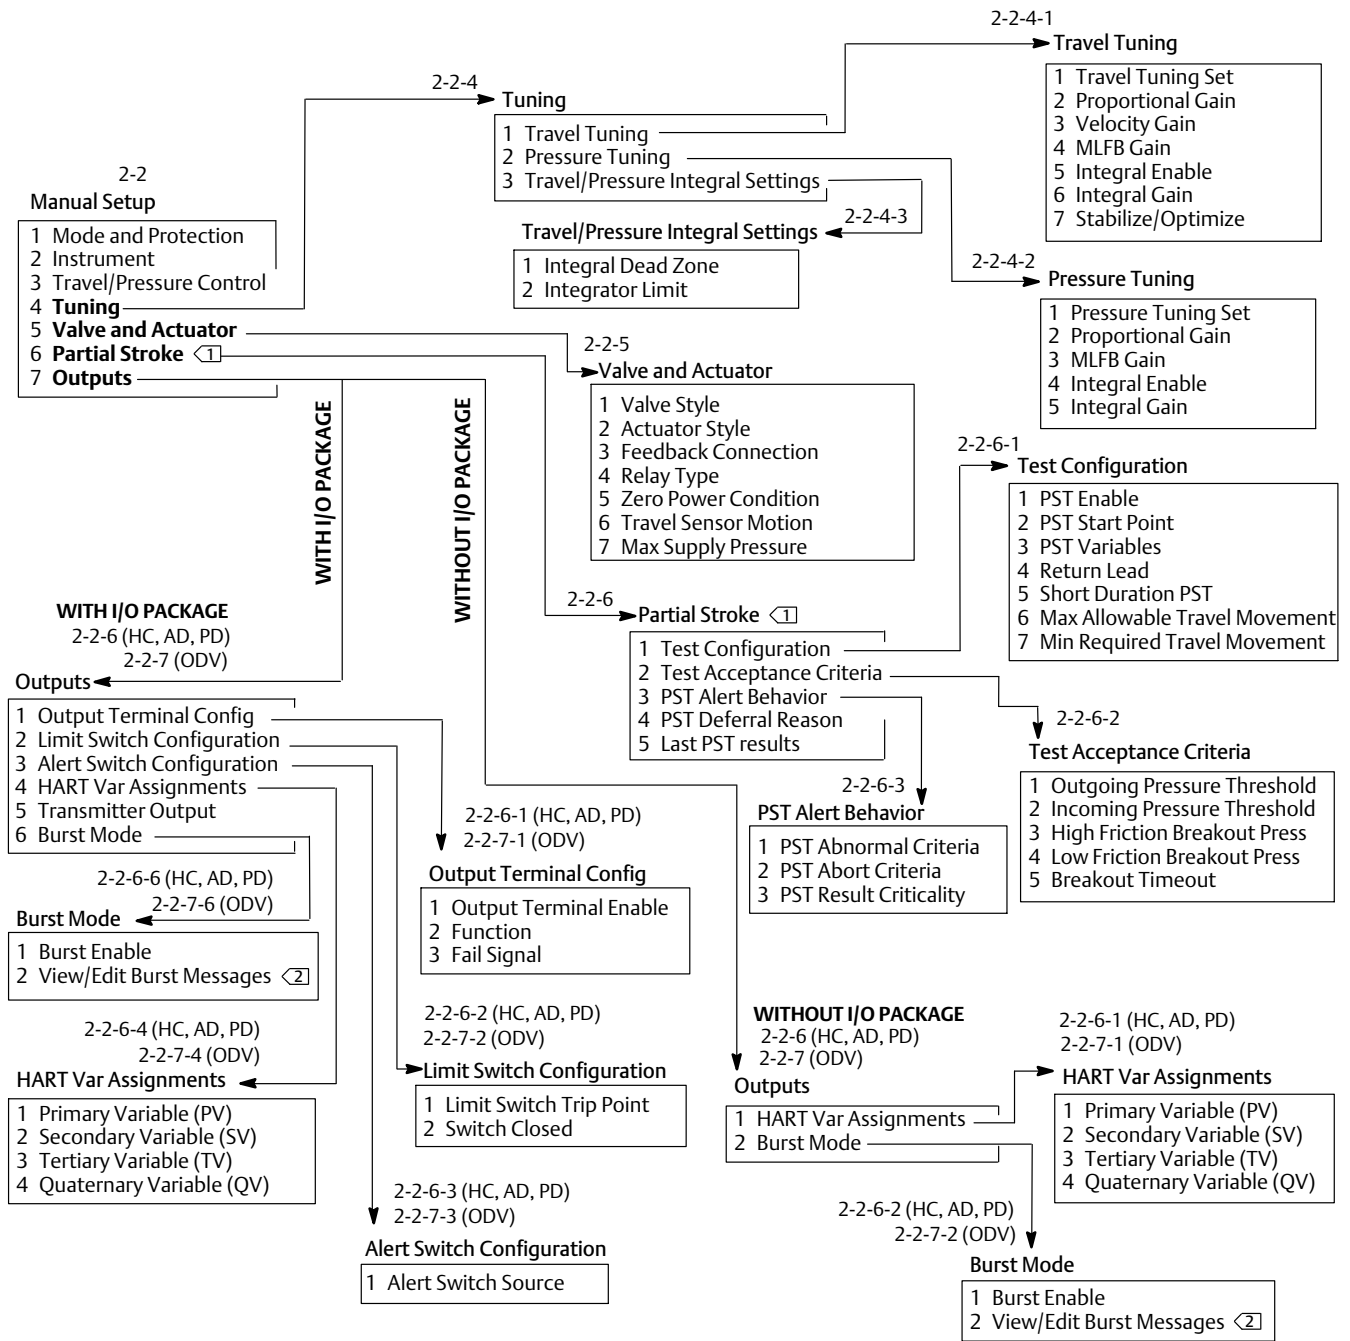 2-2
Manual Setup
1 Mode and Protection
2 Instrument
3 Travel/Pressure Control
4 Tuning
5 Valve and Actuator
6 Partial Stroke 1
7 Outputs
2-2-4
Tuning
1 Travel Tuning
2 Pressure Tuning
3 Travel/Pressure Integral Settings
2-2-4-1
Travel Tuning
1 Travel Tuning Set
2 Proportional Gain
3 Velocity Gain
4 MLFB Gain
5 Integral Enable
6 Integral Gain
7 Stabilize/Optimize
2-2-4-3
Travel/Pressure Integral Settings
1 Integral Dead Zone
2 Integrator Limit
2-2-4-2
Pressure Tuning
1 Pressure Tuning Set
2 Proportional Gain
3 MLFB Gain
4 Integral Enable
5 Integral Gain
2-2-5
Valve and Actuator
1 Valve Style
2 Actuator Style
3 Feedback Connection
4 Relay Type
5 Zero Power Condition
6 Travel Sensor Motion
7 Max Supply Pressure
WITH I/O PACKAGE
WITHOUT I/O PACKAGE
2-2-6
Partial Stroke 1
1 Test Configuration
2 Test Acceptance Criteria
3 PST Alert Behavior
4 PST Deferral Reason
5 Last PST results
2-2-6-1
Test Configuration
1 PST Enable
2 PST Start Point
3 PST Variables
4 Return Lead
5 Short Duration PST
6 Max Allowable Travel Movement
7 Min Required Travel Movement
2-2-6-2
Test Acceptance Criteria
1 Outgoing Pressure Threshold
2 Incoming Pressure Threshold
3 High Friction Breakout Press
4 Low Friction Breakout Press
5 Breakout Timeout
2-2-6-3
PST Alert Behavior
1 PST Abnormal Criteria
2 PST Abort Criteria
3 PST Result Criticality
WITH I/O PACKAGE
2-2-6 (HC, AD, PD)
2-2-7 (ODV)
Outputs
1 Output Terminal Config
2 Limit Switch Configuration
3 Alert Switch Configuration
4 HART Var Assignments
5 Transmitter Output
6 Burst Mode
2-2-6-6 (HC, AD, PD)
2-2-7-6 (ODV)
Burst Mode
1 Burst Enable
2 View/Edit Burst Messages 2
2-2-6-4 (HC, AD, PD)
2-2-7-4 (ODV)
HART Var Assignments
1 Primary Variable (PV)
2 Secondary Variable (SV)
3 Tertiary Variable (TV)
4 Quaternary Variable (QV)
2-2-6-1 (HC, AD, PD)
2-2-7-1 (ODV)
Output Terminal Config
1 Output Terminal Enable
2 Function
3 Fail Signal
2-2-6-2 (HC, AD, PD)
2-2-7-2 (ODV)
Limit Switch Configuration
1 Limit Switch Trip Point
2 Switch Closed
2-2-6-3 (HC, AD, PD)
2-2-7-3 (ODV)
Alert Switch Configuration
1 Alert Switch Source
WITHOUT I/O PACKAGE
2-2-6 (HC, AD, PD)
2-2-7 (ODV)
Outputs
1 HART Var Assignments
2 Burst Mode
2-2-6-1 (HC, AD, PD)
2-2-7-1 (ODV)
HART Var Assignments
1 Primary Variable (PV)
2 Secondary Variable (SV)
3 Tertiary Variable (TV)
4 Quaternary Variable (QV)
2-2-6-2 (HC, AD, PD)
2-2-7-2 (ODV)
Burst Mode
1 Burst Enable
2 View/Edit Burst Messages 2